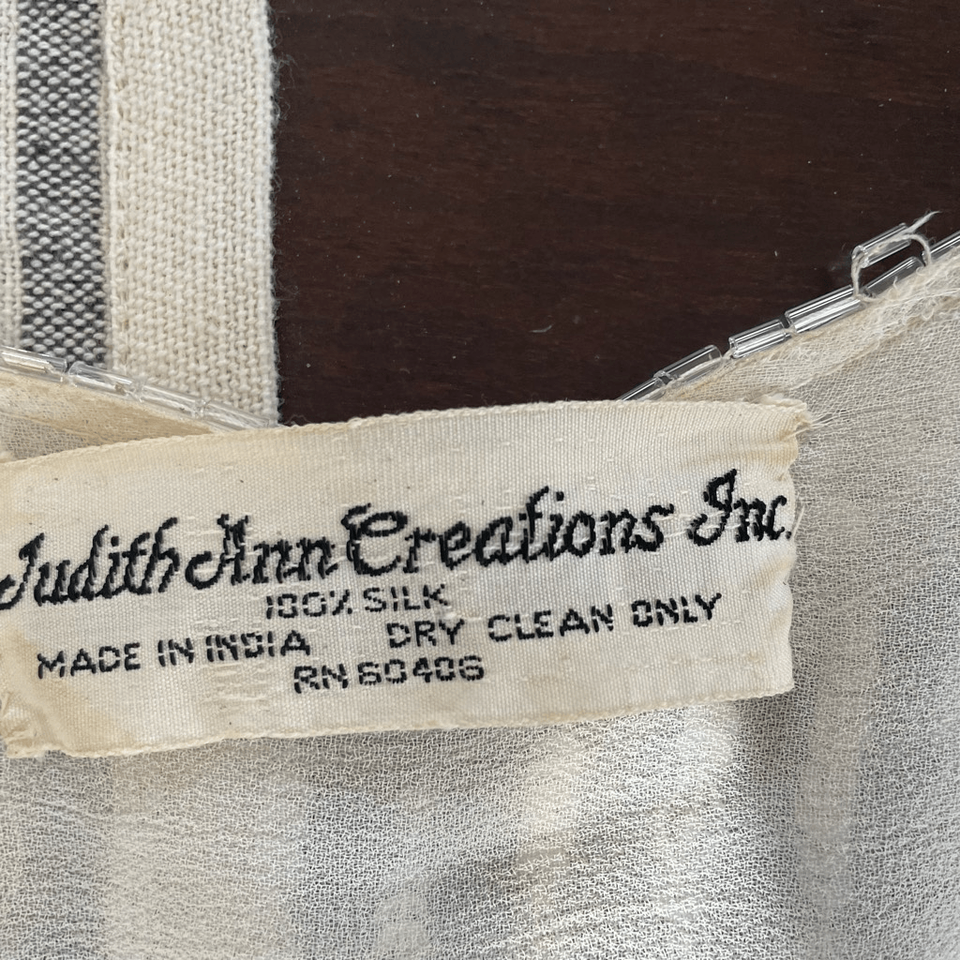 Judith Ann Creations Inc.
100% SILK
MADE IN INDIA DRY CLEAN ONLY
RN 60406